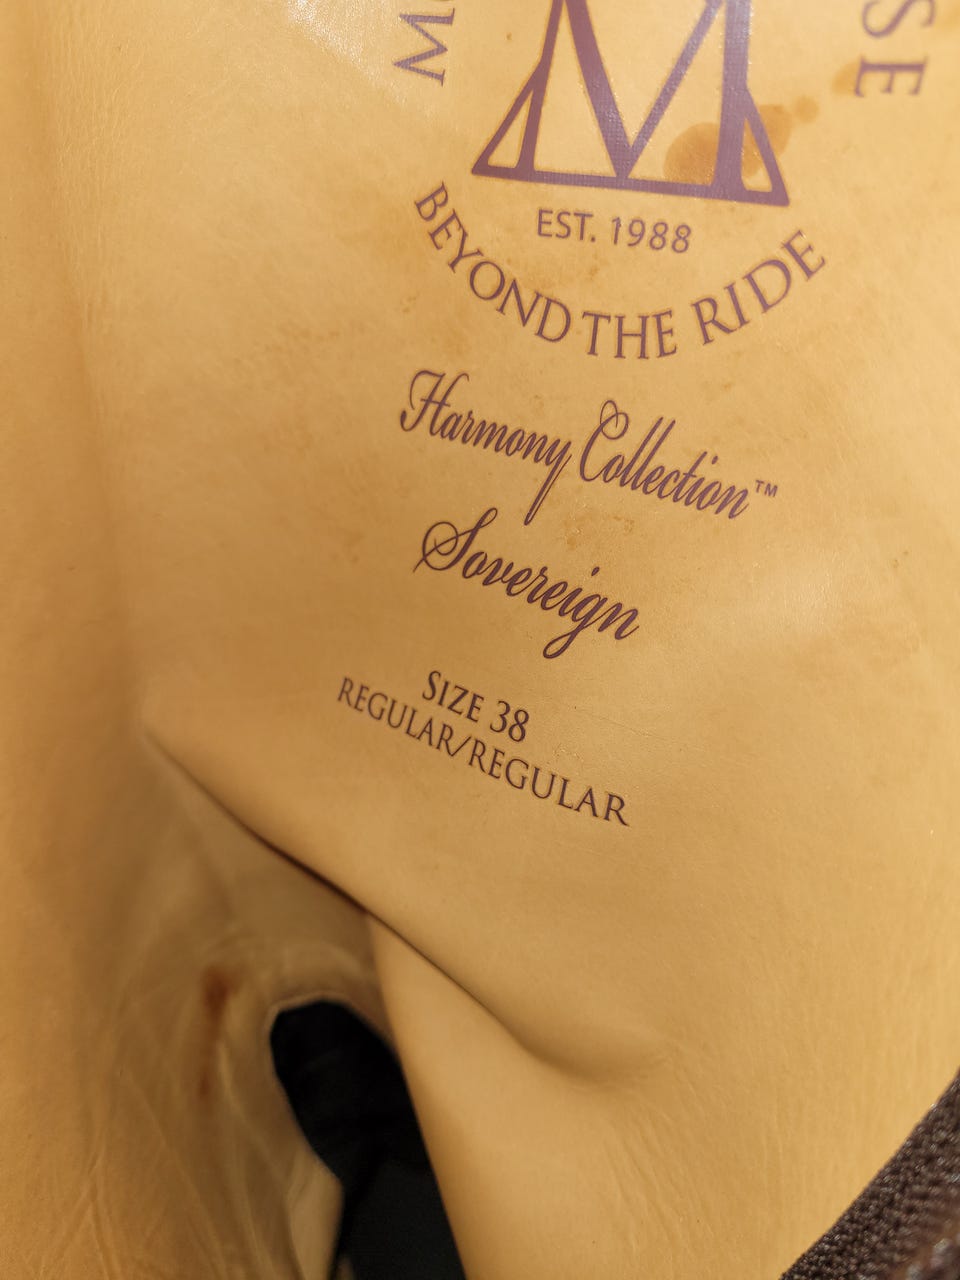 M
EST. 1988
BEYOND THE RIDE
Harmony Collection™
Sovereign
SIZE 38
REGULAR/REGULAR